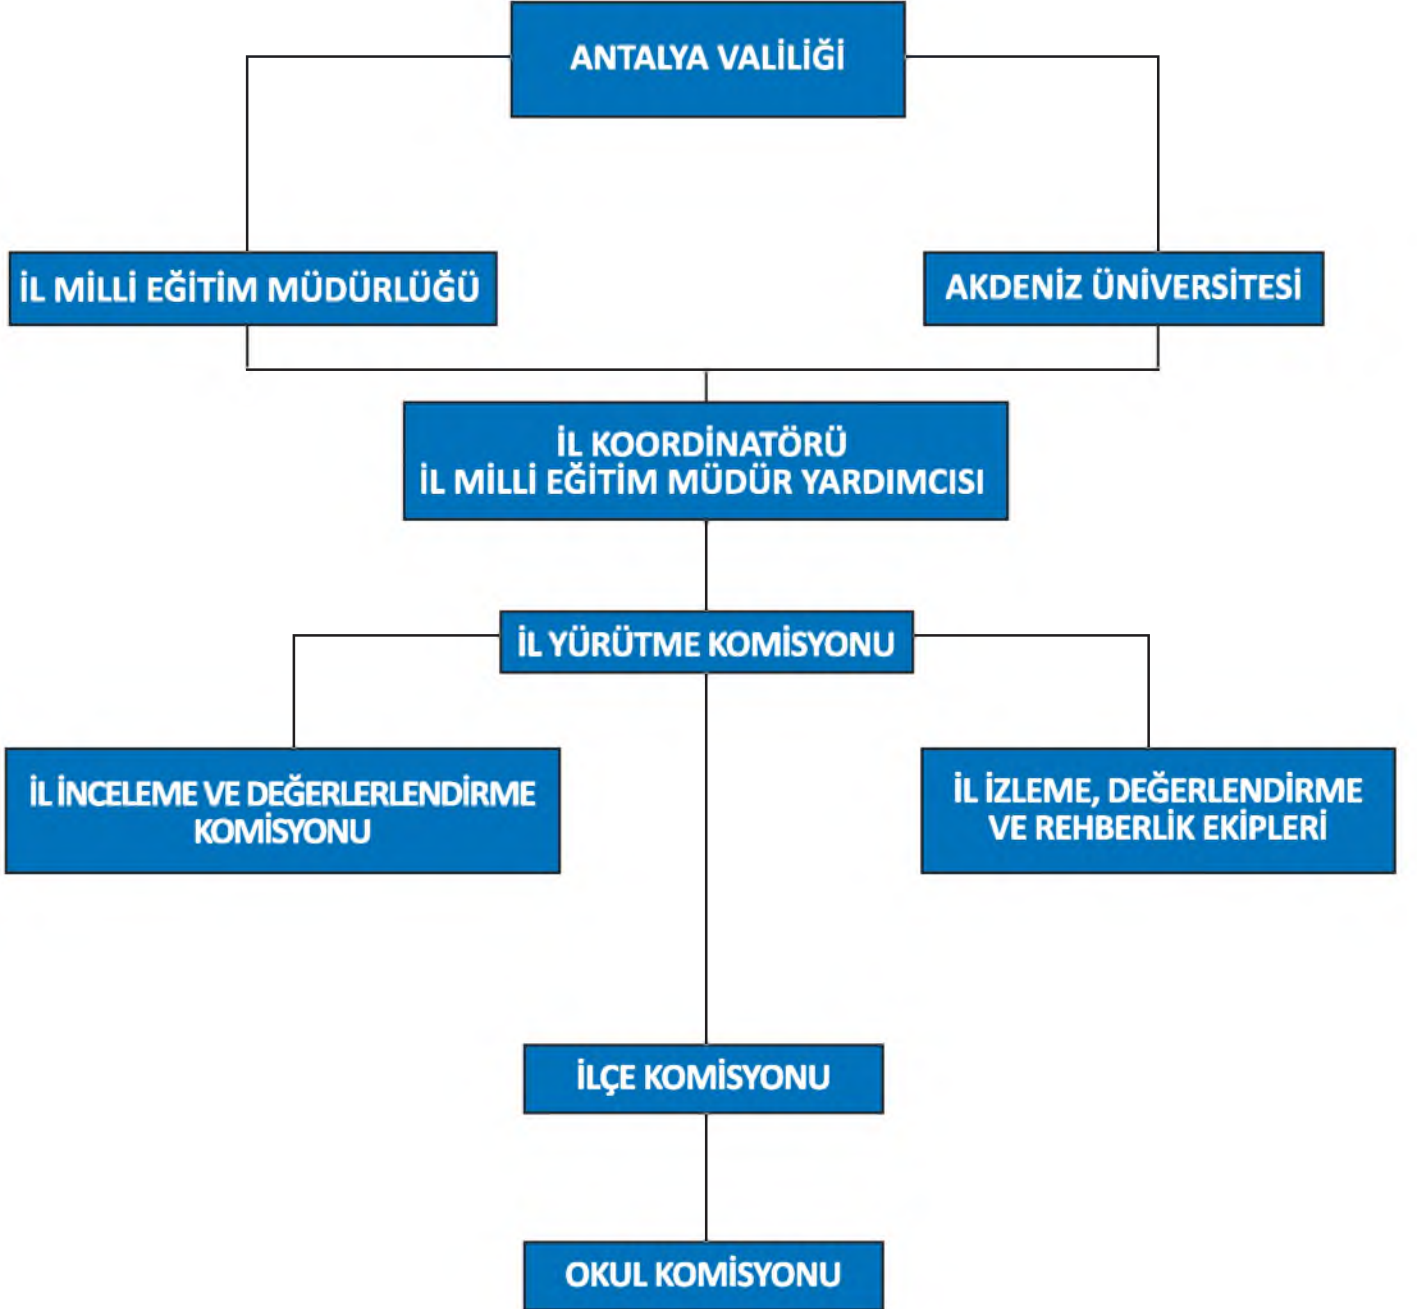 ANTALYA VALİLİĞİ
İL MİLLİ EĞİTİM MÜDÜRLÜĞÜ
AKDENİZ ÜNİVERSİTESİ
İL KOORDİNATÖRÜ
İL MİLLİ EĞİTİM MÜDÜR YARDIMCISI
İL YÜRÜTME KOMİSYONU
İL İNCELEME VE DEĞERLERLENDİRME
KOMİSYONU
İL İZLEME, DEĞERLENDİRME
VE REHBERLİK EKİPLERİ
İLÇE KOMİSYONU
OKUL KOMİSYONU